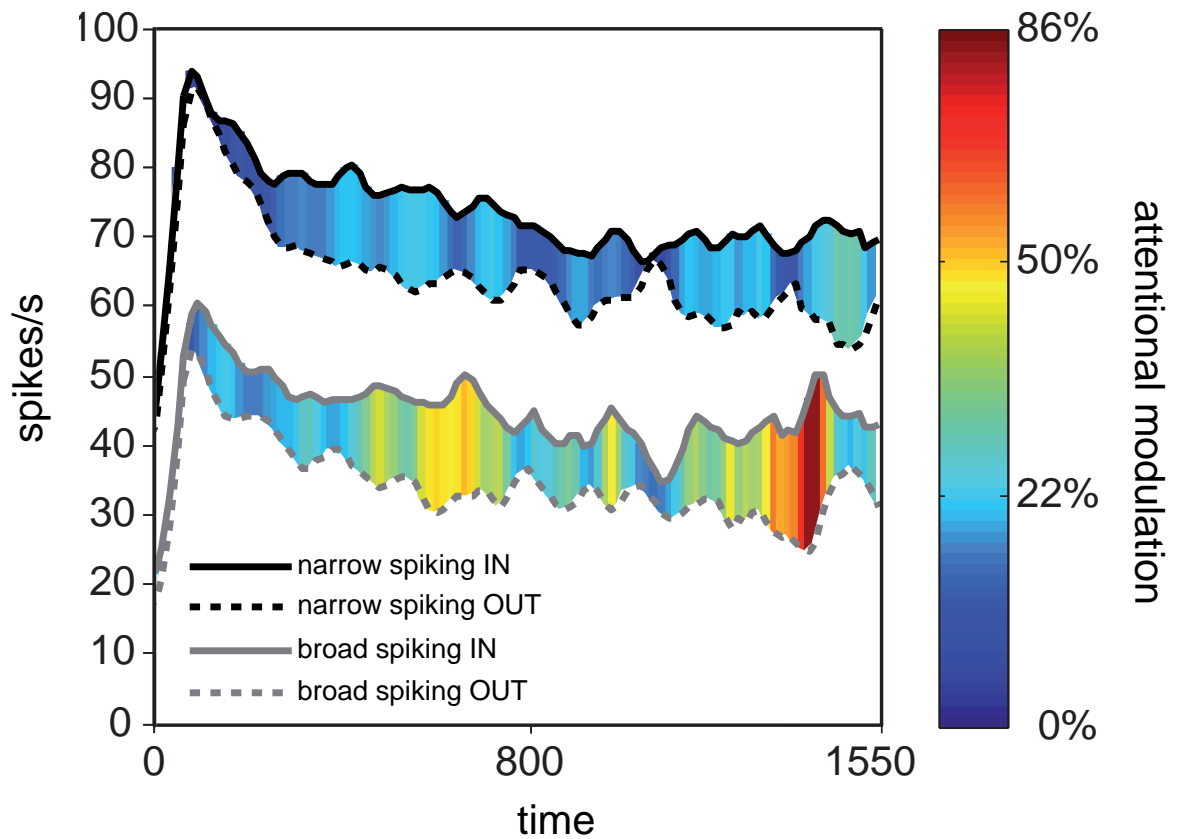 100
90
80
70
60
50
40
30
20
10
0
spikes/s
narrow spiking IN
narrow spiking OUT
broad spiking IN
broad spiking OUT
0
800
1550
time
86%
50%
22%
0%
attentional modulation